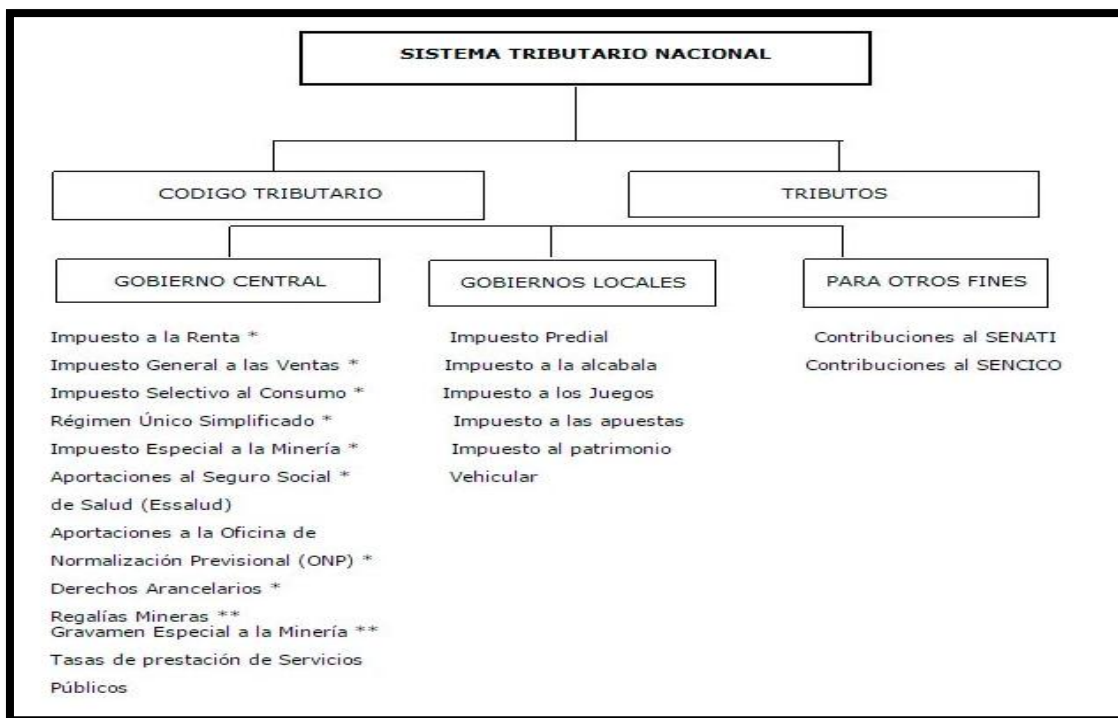 SISTEMA TRIBUTARIO NACIONAL
CODIGO TRIBUTARIO
TRIBUTOS
GOBIERNO CENTRAL
Impuesto a la Renta *
Impuesto General a las Ventas *
Impuesto Selectivo al Consumo *
Régimen Único Simplificado *
Impuesto Especial a la Minería *
Aportaciones al Seguro Social *
de Salud (Essalud)
Aportaciones a la Oficina de
Normalización Previsional (ONP) *
Derechos Arancelarios *
Regalías Mineras **
Gravamen Especial a la Minería **
Tasas de prestación de Servicios
Públicos
GOBIERNOS LOCALES
Impuesto Predial
Impuesto a la alcabala
Impuesto a los Juegos
Impuesto a las apuestas
Impuesto al patrimonio
Vehicular
PARA OTROS FINES
Contribuciones al SENATI
Contribuciones al SENCICO